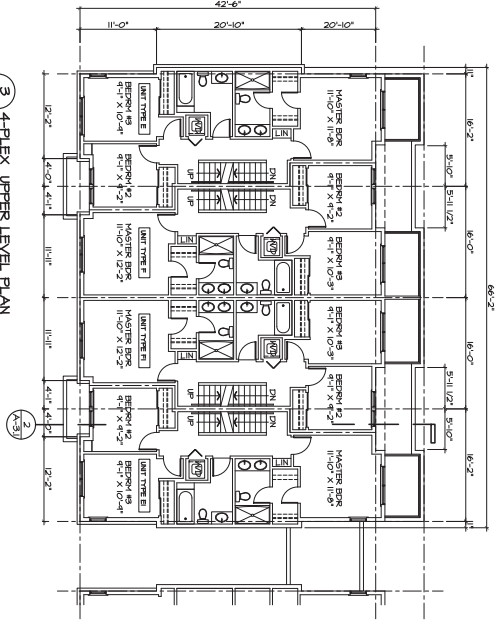 42'-6"
11'-0"
20'-10"
20'-10"
66'-2"
1'
16'-2"
16'-0"
16'-0"
16'-2"
1'
5'-10"
5'-11 1/2"
5'-11 1/2"
5'-10"
MASTER BDR
11'-10" X 11'-8"
LIN
BEDRM #2
9'-1" X 9'-2"
BEDRM #3
9'-1" X 10'-3"
BEDRM #3
9'-1" X 10'-3"
BEDRM #2
9'-1" X 9'-2"
MASTER BDR
11'-10" X 11'-8"
LIN
W/D
UP
DN
UP
DN
W/D
W/D
UP
DN
UP
DN
W/D
UNIT TYPE E
BEDRM #3
9'-1" X 10'-9"
BEDRM #2
9'-1" X 9'-2"
LIN
UNIT TYPE F
MASTER BDR
11'-10" X 12'-2"
UNIT TYPE F1
MASTER BDR
11'-10" X 12'-2"
LIN
BEDRM #2
9'-1" X 9'-2"
UNIT TYPE E1
BEDRM #3
9'-1" X 10'-9"
12'-2"
4'-0"
4'-1"
11'-11"
11'-11"
4'-1"
4'-0"
12'-2"
2
A-3.1
3
4-PLEX UPPER LEVEL PLAN